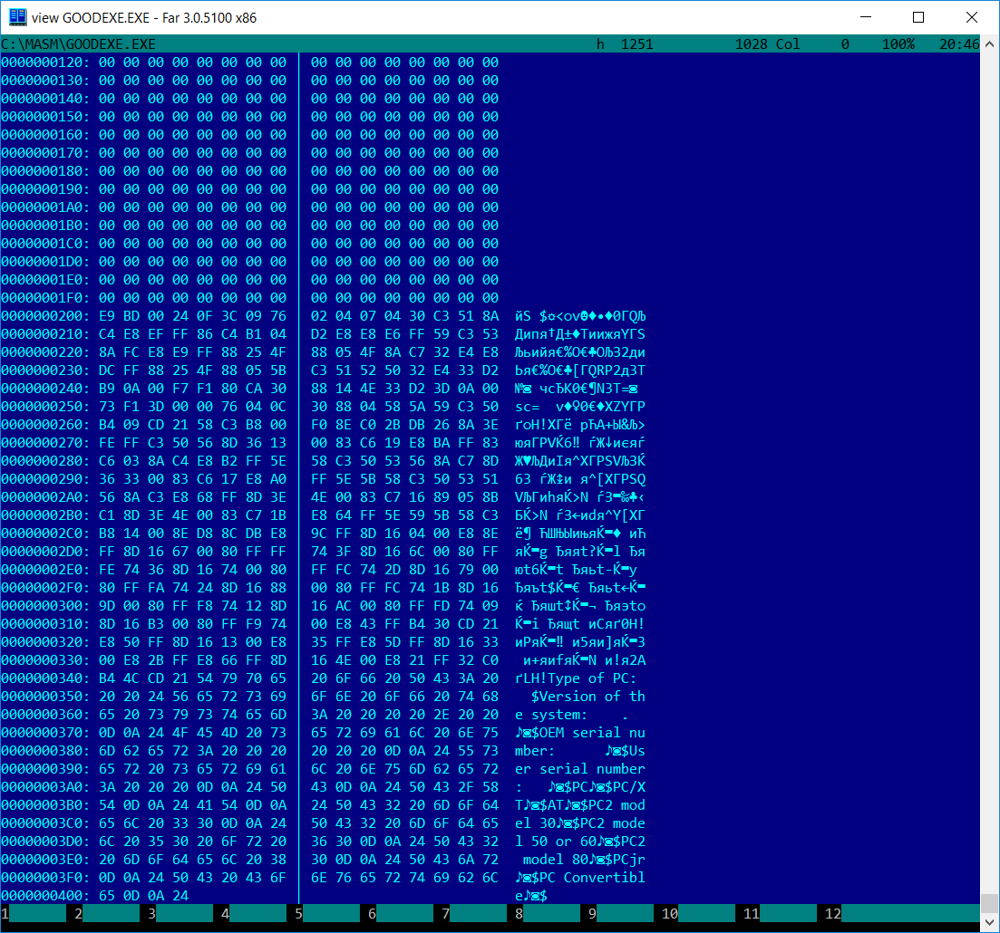 view GOODEXE.EXE - Far 3.0.5100 x86
C:\MASM\GOODEXE.EXE h 1251 1028 Col 0 100% 20:46
0000000120: 00 00 00 00 00 00 00 00 │ 00 00 00 00 00 00 00 00
0000000130: 00 00 00 00 00 00 00 00 │ 00 00 00 00 00 00 00 00
0000000140: 00 00 00 00 00 00 00 00 │ 00 00 00 00 00 00 00 00
0000000150: 00 00 00 00 00 00 00 00 │ 00 00 00 00 00 00 00 00
0000000160: 00 00 00 00 00 00 00 00 │ 00 00 00 00 00 00 00 00
0000000170: 00 00 00 00 00 00 00 00 │ 00 00 00 00 00 00 00 00
0000000180: 00 00 00 00 00 00 00 00 │ 00 00 00 00 00 00 00 00
0000000190: 00 00 00 00 00 00 00 00 │ 00 00 00 00 00 00 00 00
00000001A0: 00 00 00 00 00 00 00 00 │ 00 00 00 00 00 00 00 00
00000001B0: 00 00 00 00 00 00 00 00 │ 00 00 00 00 00 00 00 00
00000001C0: 00 00 00 00 00 00 00 00 │ 00 00 00 00 00 00 00 00
00000001D0: 00 00 00 00 00 00 00 00 │ 00 00 00 00 00 00 00 00
00000001E0: 00 00 00 00 00 00 00 00 │ 00 00 00 00 00 00 00 00
00000001F0: 00 00 00 00 00 00 00 00 │ 00 00 00 00 00 00 00 00
0000000200: E9 BD 00 24 0F 3C 09 76 │ 02 04 07 04 30 C3 51 8A йЅ $☼<○v☻♦•♦0ГQЉ
0000000210: C4 E8 EF FF 86 C4 B1 04 │ D2 E8 E8 E6 FF 59 C3 53 Дипя†Д±♦ТиижяYГS
0000000220: 8A FC E8 E9 FF 88 25 4F │ 88 05 4F 8A C7 32 E4 E8 Љьийя€%O€♣OЉЗ2ди
0000000230: DC FF 88 25 4F 88 05 5B │ C3 51 52 50 32 E4 33 D2 Ья€%O€♣[ГQRP2д3Т
0000000240: B9 0A 00 F7 F1 80 CA 30 │ 88 14 4E 33 D2 3D 0A 00 №◙ чсЂК0€¶N3Т=◙
0000000250: 73 F1 3D 00 00 76 04 0C │ 30 88 04 58 5A 59 C3 50 sс=  v♦♀0€♦XZYГP
0000000260: B4 09 CD 21 58 C3 B8 00 │ F0 8E C0 2B DB 26 8A 3E ґ○Н!XГё рЋА+Ы&Љ>
0000000270: FE FF C3 50 56 8D 36 13 │ 00 83 C6 19 E8 BA FF 83 юяГPVЌ6‼ ѓЖ↓иєяѓ
0000000280: C6 03 8A C4 E8 B2 FF 5E │ 58 C3 50 53 56 8A C7 8D Ж♥ЉДиІя^XГPSVЉЗЌ
0000000290: 36 33 00 83 C6 17 E8 A0 │ FF 5E 5B 58 C3 50 53 51 63 ѓЖ↨и я^[XГPSQ
00000002A0: 56 8A C3 E8 68 FF 8D 3E │ 4E 00 83 C7 16 89 05 8B VЉГиhяЌ>N ѓЗ▬‰♣‹
00000002B0: C1 8D 3E 4E 00 83 C7 1B │ E8 64 FF 5E 59 5B 58 C3 БЌ>N ѓЗ←иdя^Y[XГ
00000002C0: B8 14 00 8E D8 8C DB E8 │ 9C FF 8D 16 04 00 E8 8E ё¶ ЋШЊЫињяЌ▬♦ иЋ
00000002D0: FF 8D 16 67 00 80 FF FF │ 74 3F 8D 16 6C 00 80 FF яЌ▬g Ђяяt?Ќ▬l Ђя
00000002E0: FE 74 36 8D 16 74 00 80 │ FF FC 74 2D 8D 16 79 00 юt6Ќ▬t Ђяьt-Ќ▬y
00000002F0: 80 FF FA 74 24 8D 16 88 │ 00 80 FF FC 74 1B 8D 16 Ђяъt$Ќ▬€ Ђяьt←Ќ▬
0000000300: 9D 00 80 FF F8 74 12 8D │ 16 AC 00 80 FF FD 74 09 ќ Ђяшt↕Ќ▬¬ Ђяэt○
0000000310: 8D 16 B3 00 80 FF F9 74 │ 00 E8 43 FF B4 30 CD 21 Ќ▬і Ђящt иCяґ0Н!
0000000320: E8 50 FF 8D 16 13 00 E8 │ 35 FF E8 5D FF 8D 16 33 иPяЌ▬‼ и5яи]яЌ▬3
0000000330: 00 E8 2B FF E8 66 FF 8D │ 16 4E 00 E8 21 FF 32 C0  и+яиfяЌ▬N и!я2А
0000000340: B4 4C CD 21 54 79 70 65 │ 20 6F 66 20 50 43 3A 20 ґLН!Type of PC:
0000000350: 20 20 24 56 65 72 73 69 │ 6F 6E 20 6F 66 20 74 68   $Version of th
0000000360: 65 20 73 79 73 74 65 6D │ 3A 20 20 20 20 2E 20 20 e system:    .
0000000370: 0D 0A 24 4F 45 4D 20 73 │ 65 72 69 61 6C 20 6E 75 ♪◙$OEM serial nu
0000000380: 6D 62 65 72 3A 20 20 20 │ 20 20 20 0D 0A 24 55 73 mber:      ♪◙$Us
0000000390: 65 72 20 73 65 72 69 61 │ 6C 20 6E 75 6D 62 65 72 er serial number
00000003A0: 3A 20 20 20 0D 0A 24 50 │ 43 0D 0A 24 50 43 2F 58 :   ♪◙$PC♪◙$PC/X
00000003B0: 54 0D 0A 24 41 54 0D 0A │ 24 50 43 32 20 6D 6F 64 T♪◙$AT♪◙$PC2 mod
00000003C0: 65 6C 20 33 30 0D 0A 24 │ 50 43 32 20 6D 6F 64 65 el 30♪◙$PC2 mode
00000003D0: 6C 20 35 30 20 6F 72 20 │ 36 30 0D 0A 24 50 43 32 l 50 or 60♪◙$PC2
00000003E0: 20 6D 6F 64 65 6C 20 38 │ 30 0D 0A 24 50 43 6A 72  model 80♪◙$PCjr
00000003F0: 0D 0A 24 50 43 20 43 6F │ 6E 76 65 72 74 69 62 6C ♪◙$PC Convertibl
0000000400: 65 0D 0A 24 │ e♪◙$
1 2 3 4 5 6 7 8 9 10 11 12